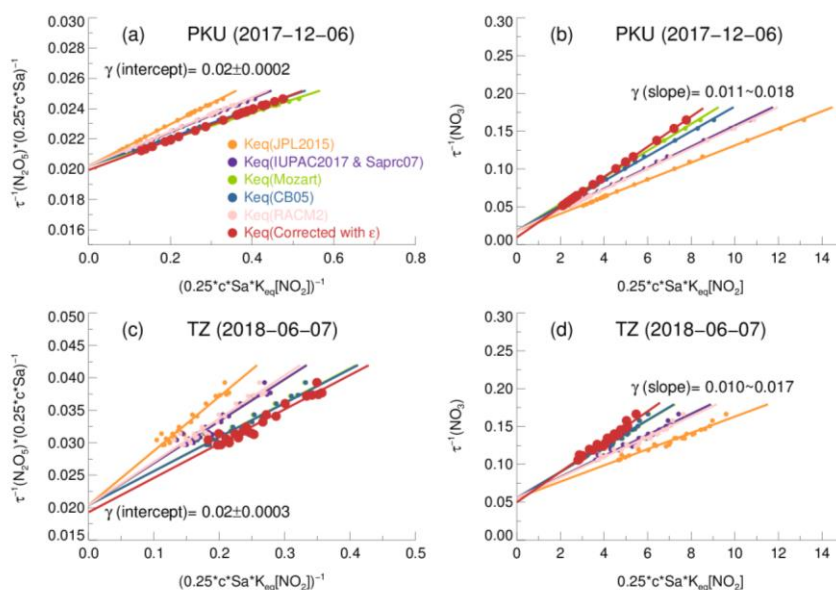 (a) PKU (2017−12−06)
γ (intercept)= 0.02±0.0002
0.030
0.028
0.026
0.024
0.022
0.020
0.018
0.016
τ⁻¹(N₂O₅)*(0.25*c*Sa)⁻¹
Keq(JPL2015)
Keq(IUPAC2017 & Saprc07)
Keq(Mozart)
Keq(CB05)
Keq(RACM2)
Keq(Corrected with ε)
0.0 0.2 0.4 0.6 0.8
(0.25*c*Sa*Kₑq[NO₂])⁻¹
(b) PKU (2017−12−06)
γ (slope)= 0.011~0.018
0.30
0.25
0.20
0.15
0.10
0.05
0.00
τ⁻¹(NO₃)
0 2 4 6 8 10 12 14
0.25*c*Sa*Kₑq[NO₂]
(c) TZ (2018−06−07)
0.050
0.045
0.040
0.035
0.030
0.025
0.020
0.015
τ⁻¹(N₂O₅)*(0.25*c*Sa)⁻¹
γ (intercept)= 0.02±0.0003
0.0 0.1 0.2 0.3 0.4 0.5
(0.25*c*Sa*Kₑq[NO₂])⁻¹
(d) TZ (2018−06−07)
γ (slope)= 0.010~0.017
0.30
0.25
0.20
0.15
0.10
0.05
0.00
τ⁻¹(NO₃)
0 2 4 6 8 10 12 14
0.25*c*Sa*Kₑq[NO₂]